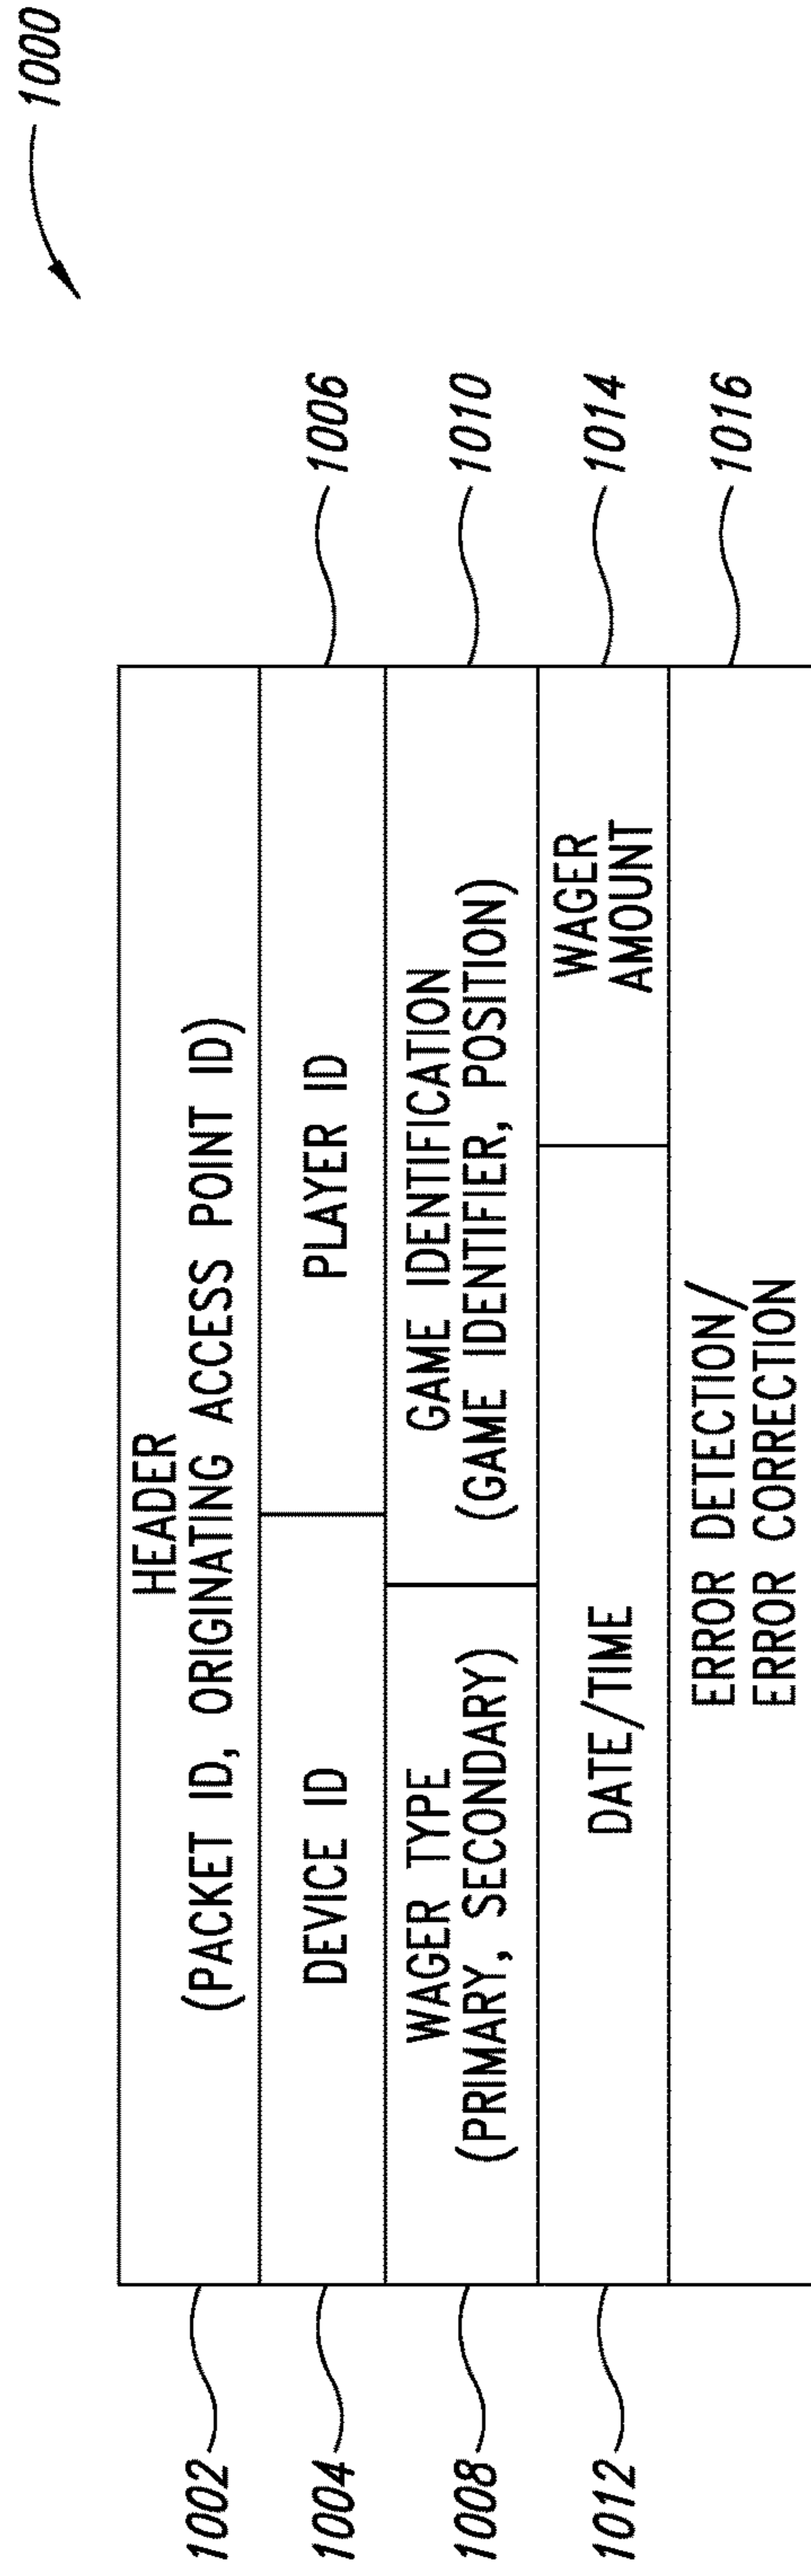 1000
HEADER
(PACKET ID, ORIGINATING ACCESS POINT ID)
1002
DEVICE ID
PLAYER ID
1004
1006
WAGER TYPE
(PRIMARY, SECONDARY)
GAME IDENTIFICATION
(GAME IDENTIFIER, POSITION)
1008
1010
DATE/TIME
WAGER
AMOUNT
1012
1014
ERROR DETECTION/
ERROR CORRECTION
1016